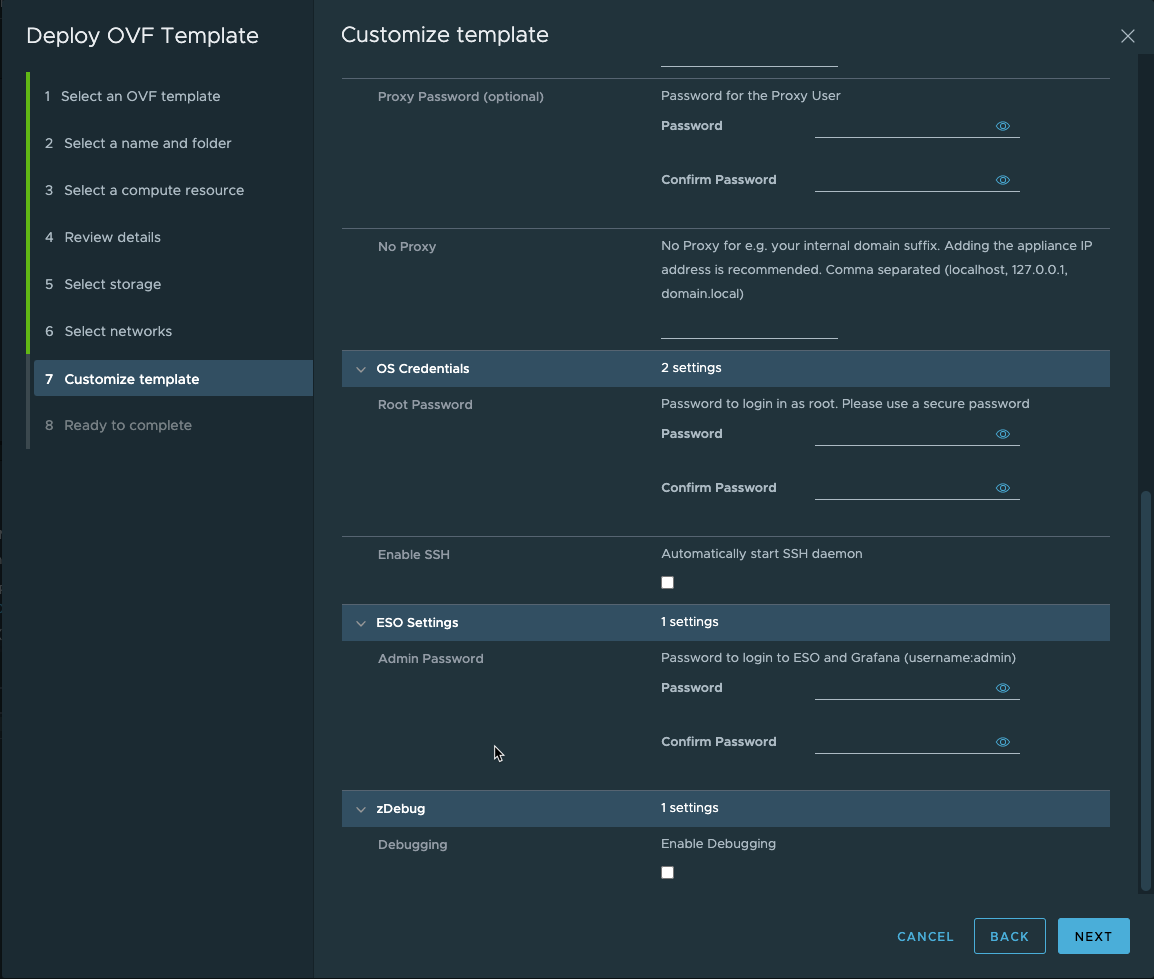 Deploy OVF Template
1 Select an OVF template
2 Select a name and folder
3 Select a compute resource
4 Review details
5 Select storage
6 Select networks
7 Customize template
8 Ready to complete
Customize template
Proxy Password (optional)
Password for the Proxy User
Password
Confirm Password
No Proxy
No Proxy for e.g. your internal domain suffix. Adding the appliance IP
address is recommended. Comma separated (localhost, 127.0.0.1,
domain.local)
OS Credentials
2 settings
Root Password
Password to login in as root. Please use a secure password
Password
Confirm Password
Enable SSH
Automatically start SSH daemon
ESO Settings
1 settings
Admin Password
Password to login to ESO and Grafana (username:admin)
Password
Confirm Password
zDebug
1 settings
Debugging
Enable Debugging
CANCEL
BACK
NEXT